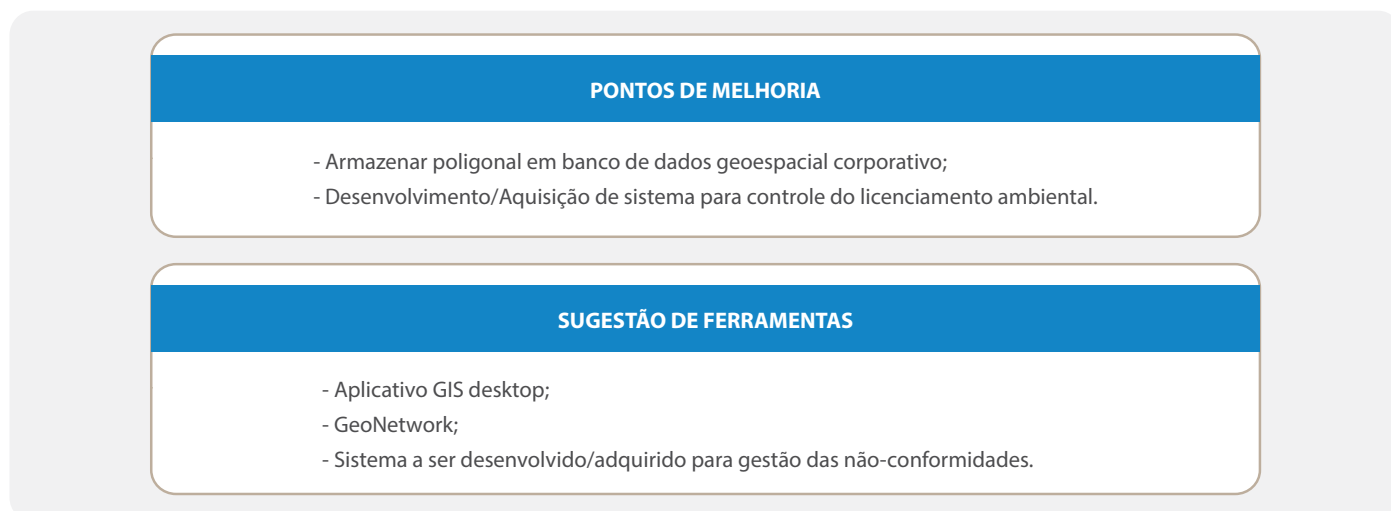 PONTOS DE MELHORIA
- Armazenar poligonal em banco de dados geoespacial corporativo;
- Desenvolvimento/Aquisição de sistema para controle do licenciamento ambiental.
SUGESTÃO DE FERRAMENTAS
- Aplicativo GIS desktop;
- GeoNetwork;
- Sistema a ser desenvolvido/adquirido para gestão das não-conformidades.